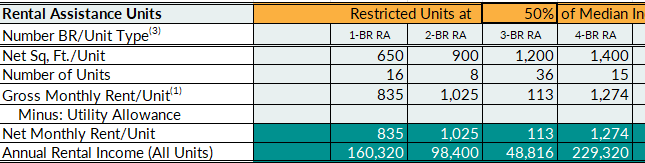 Rental Assistance Units Restricted Units at 50% of Median In
Number BR/Unit Type(3) 1-BR RA 2-BR RA 3-BR RA 4-BR RA
Net Sq, Ft./Unit 650 900 1,200 1,400
Number of Units 16 8 36 15
Gross Monthly Rent/Unit(1) 835 1,025 113 1,274
Minus: Utility Allowance
Net Monthly Rent/Unit 835 1,025 113 1,274
Annual Rental Income (All Units) 160,320 98,400 48,816 229,320